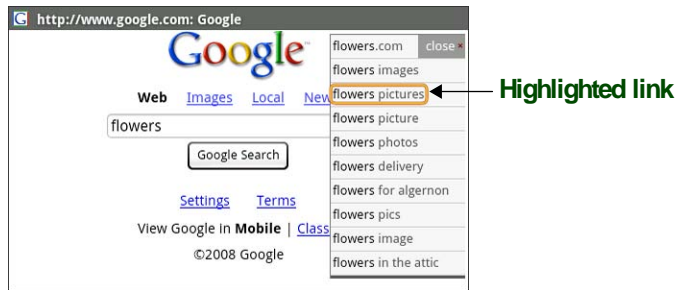 http://www.google.com: Google
Google
Web Images Local New
flowers
Google Search
Settings Terms
View Google in Mobile | Class
©2008 Google
flowers.com close ×
flowers images
flowers pictures
flowers picture
flowers photos
flowers delivery
flowers for algernon
flowers pics
flowers image
flowers in the attic
Highlighted link